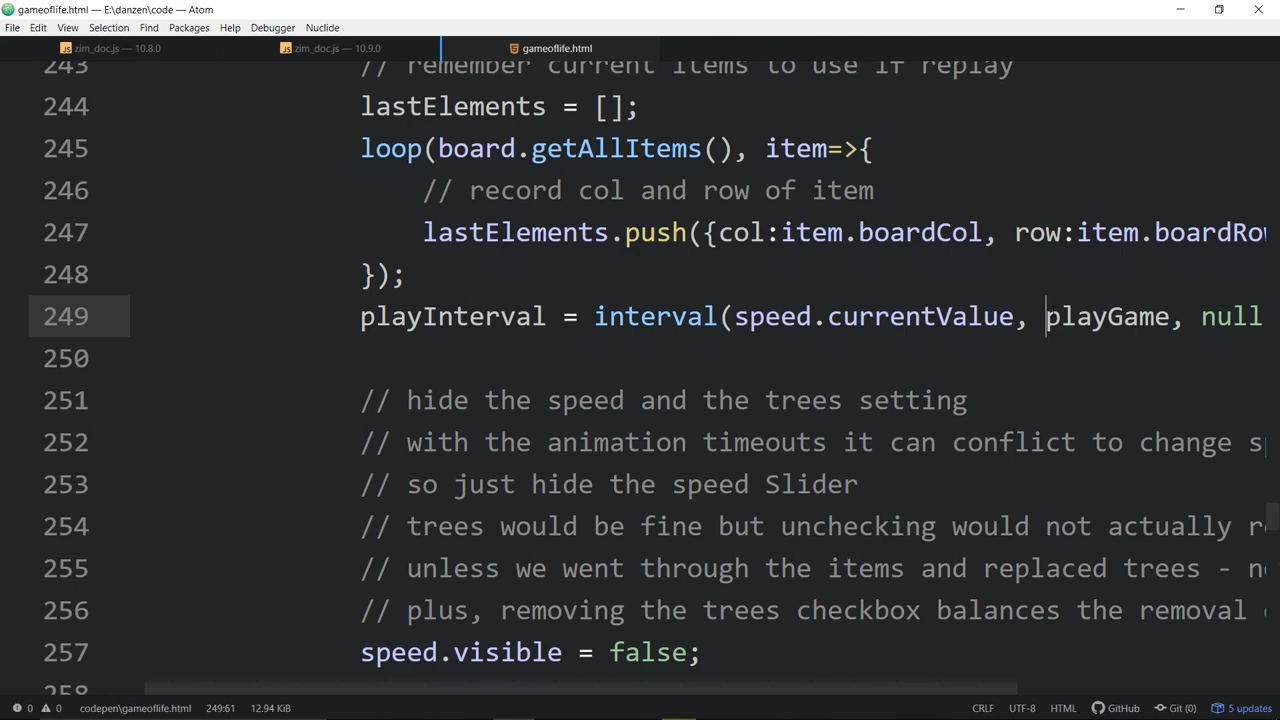 gameoflife.html — E:\danzen\code — Atom
File Edit View Selection Find Packages Help Debugger Nuclide
zim_doc.js — 10.8.0 zim_doc.js — 10.9.0 gameoflife.html
243 // remember current items to use if replay
244 lastElements = [];
245 loop(board.getAllItems(), item=>{
246 // record col and row of item
247 lastElements.push({col:item.boardCol, row:item.boardRow
248 });
249 playInterval = interval(speed.currentValue, playGame, null
250
251 // hide the speed and the trees setting
252 // with the animation timeouts it can conflict to change
253 // so just hide the speed Slider
254 // trees would be fine but unchecking would not actually
255 // unless we went through the items and replaced trees -
256 // plus, removing the trees checkbox balances the removal
257 speed.visible = false;
258
0 0 codepen\gameoflife.html 249:61 12.94 KiB CRLF UTF-8 HTML GitHub Git (0) 5 updates